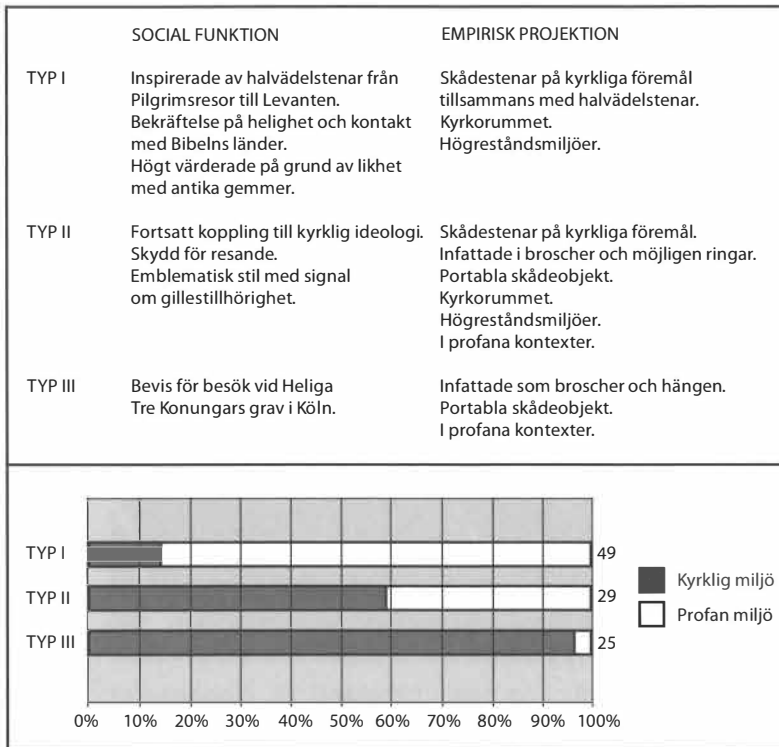 SOCIAL FUNKTION
EMPIRISK PROJEKTION
TYP I
Inspirerade av halvädelstenar från
Pilgrimsresor till Levanten.
Bekräftelse på helighet och kontakt
med Bibelns länder.
Högt värderade på grund av likhet
med antika gemmer.
Skådestenar på kyrkliga föremål
tillsammans med halvädelstenar.
Kyrkorummet.
Högreståndsmiljöer.
TYP II
Fortsatt koppling till kyrklig ideologi.
Skydd för resande.
Emblematisk stil med signal
om gillestillhörighet.
Skådestenar på kyrkliga föremål.
Infattade i broscher och möjligen ringar.
Portabla skådeobjekt.
Kyrkorummet.
Högreståndsmiljöer.
I profana kontexter.
TYP III
Bevis för besök vid Heliga
Tre Konungars grav i Köln.
Infattade som broscher och hängen.
Portabla skådeobjekt.
I profana kontexter.
TYP I 49
TYP II 29
TYP III 25
Kyrklig miljö
Profan miljö
0% 10% 20% 30% 40% 50% 60% 70% 80% 90% 100%